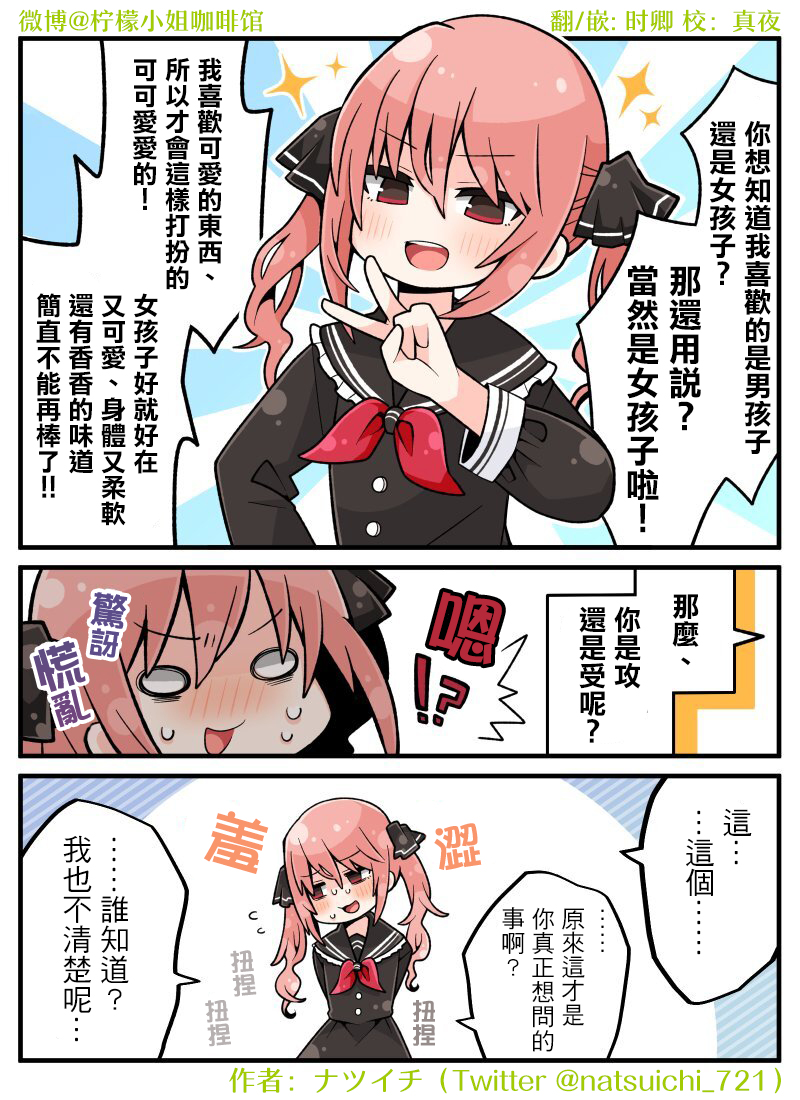 微博@柠檬小姐咖啡馆
翻/嵌: 时卿 校: 真夜
你想知道我喜歡的是男孩子
還是女孩子?
那還用説?
當然是女孩子啦!
我喜歡可愛的東西、
所以才會這樣打扮的
可可愛愛的!
女孩子好就好在
又可愛、身體又柔軟
還有香香的味道
簡直不能再棒了!!
那麼、
你是攻
還是受呢?
嗯
!?
驚訝
慌亂
這…
…這個……
……
原來這才是
你真正想問的
事啊?
羞
澀
扭捏
扭捏
扭捏
……誰知道?
我也不清楚呢…
作者: ナツイチ (Twitter @natsuichi_721)